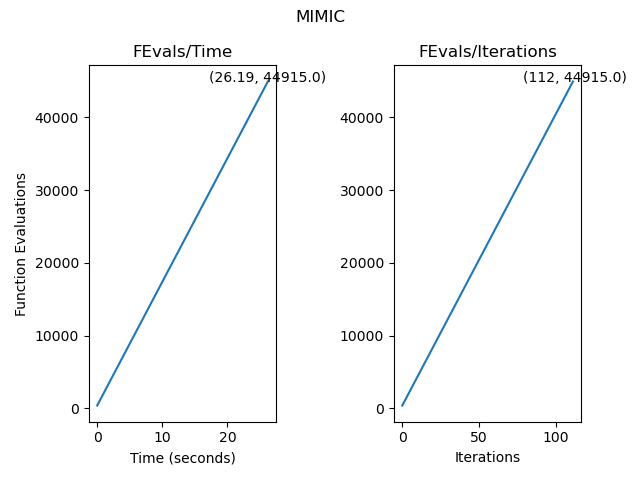 MIMIC
FEvals/Time
(26.19, 44915.0)
40000
30000
20000
10000
0
Function Evaluations
0 10 20
Time (seconds)
FEvals/Iterations
(112, 44915.0)
40000
30000
20000
10000
0
0 50 100
Iterations